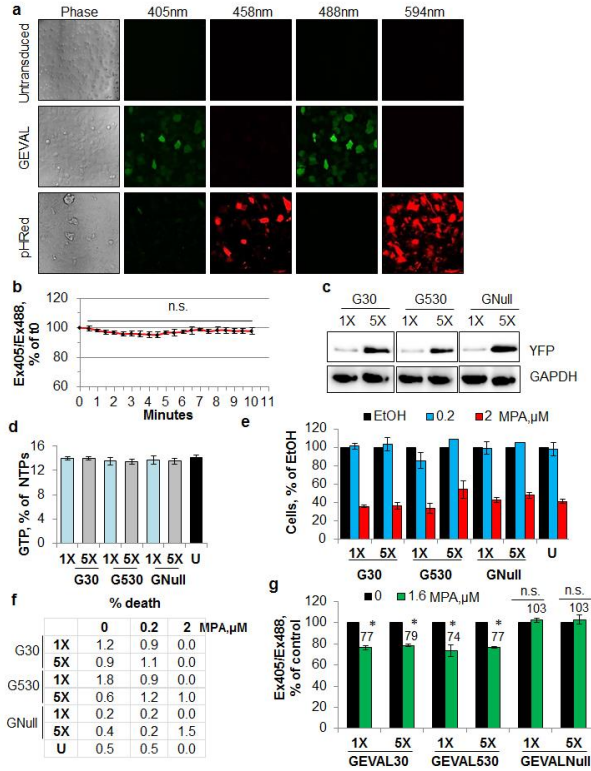 a
Phase 405nm 458nm 488nm 594nm
Untransduced
GEVAL
pHRed
b
Ex405/Ex488,
% of t0
120
100
80
60
n.s.
0 1 2 3 4 5 6 7 8 9 10 11
Minutes
c
G30 G530 GNull
1X 5X 1X 5X 1X 5X
YFP
GAPDH
d
GTP, % of NTPs
16
12
8
4
0
1X 5X 1X 5X 1X 5X U
G30 G530 GNull
e
EtOH 0.2 2 MPA,µM
Cells, % of EtOH
120
100
80
60
40
20
0
1X 5X 1X 5X 1X 5X U
G30 G530 GNull
f
% death
0 0.2 2 MPA,µM
G30 1X 1.2 0.9 0.0
5X 0.9 1.1 0.0
G530 1X 1.8 0.9 0.0
5X 0.6 1.2 1.0
GNull 1X 0.2 0.2 0.0
5X 0.4 0.2 1.5
U 0.5 0.5 0.0
g
0 1.6 MPA,µM
Ex405/Ex488,
% of control
120
100
80
60
40
20
0
* * * * n.s. n.s.
77 79 74 77 103 103
1X 5X 1X 5X 1X 5X
GEVAL30 GEVAL530 GEVALNull